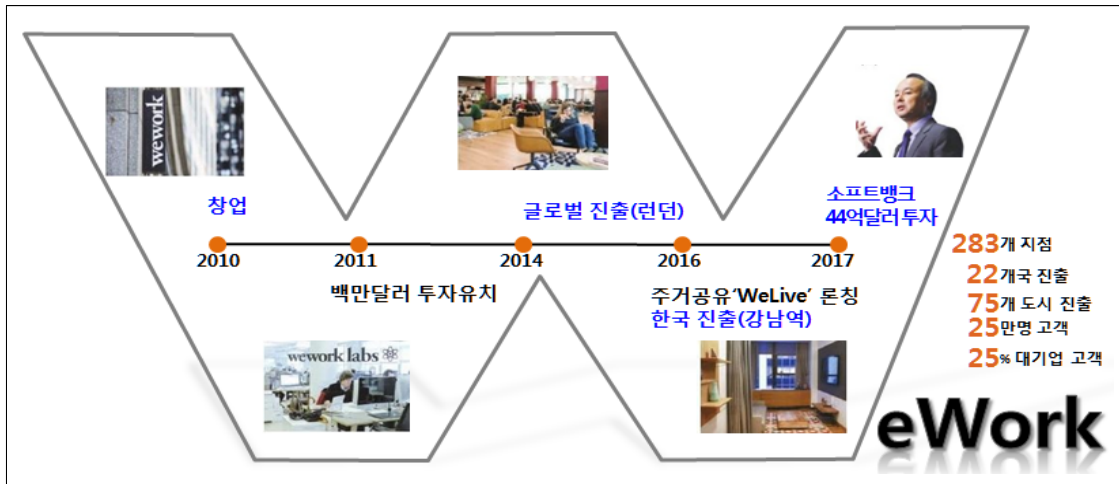 wework
창업
글로벌 진출(런던)
소프트뱅크
44억달러 투자
2010
2011
2014
2016
2017
백만달러 투자유치
주거공유‘WeLive’ 론칭
한국 진출(강남역)
wework labs
283개 지점
22개국 진출
75개 도시 진출
25만명 고객
25% 대기업 고객
eWork